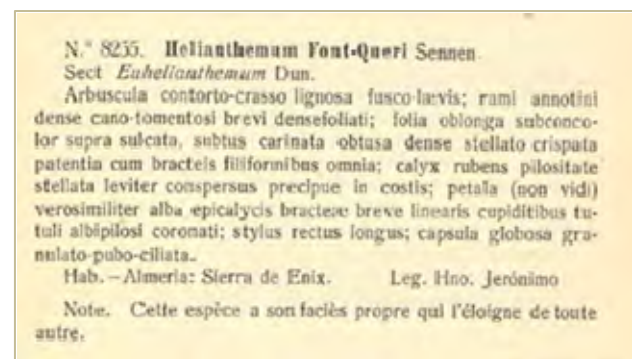 N.° 8255. Helianthemum Font-Queri Sennen
Sect Euhelianthemum Dun.
Arbuscula contorto-crasso lignosa fusco-lævis; rami annotini
dense cano-tomentosi brevi densefoliati; folia oblonga subconco-
lor supra sulcata, subtus carinata obtusa dense stellato crispata
patentia cum bracteis filiformibus omnia; calyx rubens pilositate
stellata leviter conspersus precipue in costis; petala (non vidi)
verosimiliter alba epicalycis bracteæ breve linearis cupiditibus tu-
tuli albipilosi coronati; stylus rectus longus; capsula globosa gra-
nulato-pubo-ciliata.
Hab. – Almeria: Sierra de Enix. Leg. Hno. Jerónimo
Note. Cette espèce a son faciès propre qui l'éloigne de toute
autre.